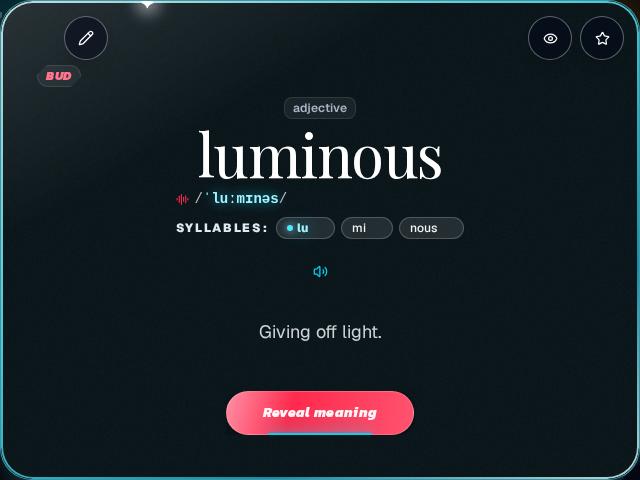 BUD
adjective
luminous
/ˈluːmɪnəs/
SYLLABLES: lu mi nous
Giving off light.
Reveal meaning